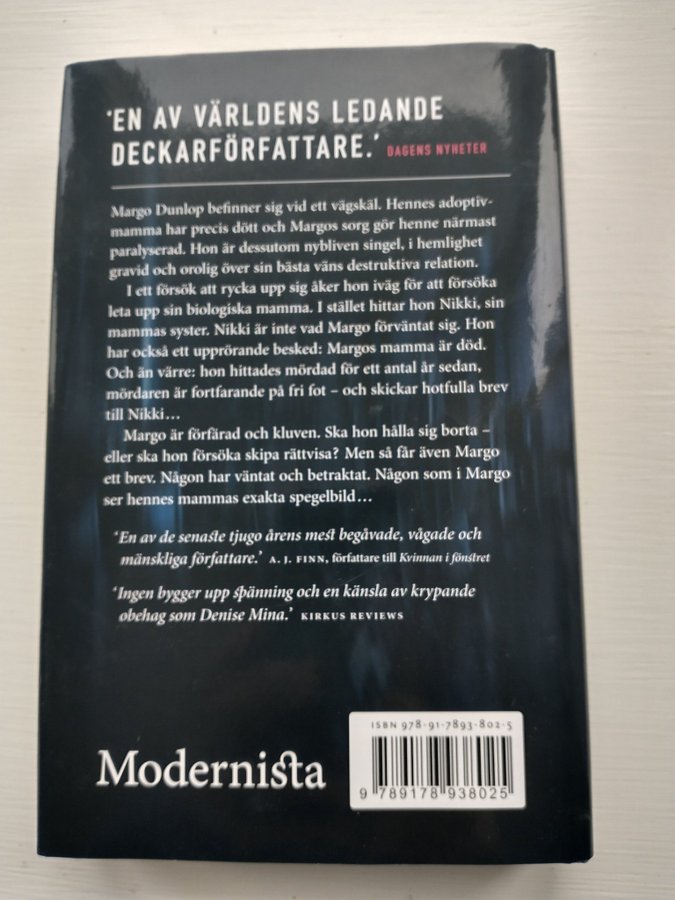 'EN AV VÄRLDENS LEDANDE
DECKARFÖRFATTARE.' DAGENS NYHETER
Margo Dunlop befinner sig vid ett vägskäl. Hennes adoptiv-
mamma har precis dött och Margos sorg gör henne närmast
paralyserad. Hon är dessutom nybliven singel, i hemlighet
gravid och orolig över sin bästa väns destruktiva relation.
I ett försök att rycka upp sig åker hon iväg för att försöka
leta upp sin biologiska mamma. I stället hittar hon Nikki, sin
mammas syster. Nikki är inte vad Margo förväntat sig. Hon
har också ett upprörande besked: Margos mamma är död.
Och än värre: hon hittades mördad för ett antal år sedan,
mördaren är fortfarande på fri fot – och skickar hotfulla brev
till Nikki…
Margo är förfärad och kluven. Ska hon hålla sig borta –
eller ska hon försöka skipa rättvisa? Men så får även Margo
ett brev. Någon har väntat och betraktat. Någon som i Margo
ser hennes mammas exakta spegelbild…
'En av de senaste tjugo årens mest begåvade, vågade och
mänskliga författare.' A. J. FINN, författare till Kvinnan i fönstret
'Ingen bygger upp spänning och en känsla av krypande
obehag som Denise Mina.' KIRKUS REVIEWS
ISBN 978-91-7893-802-5
Modernista
9 789178 938025